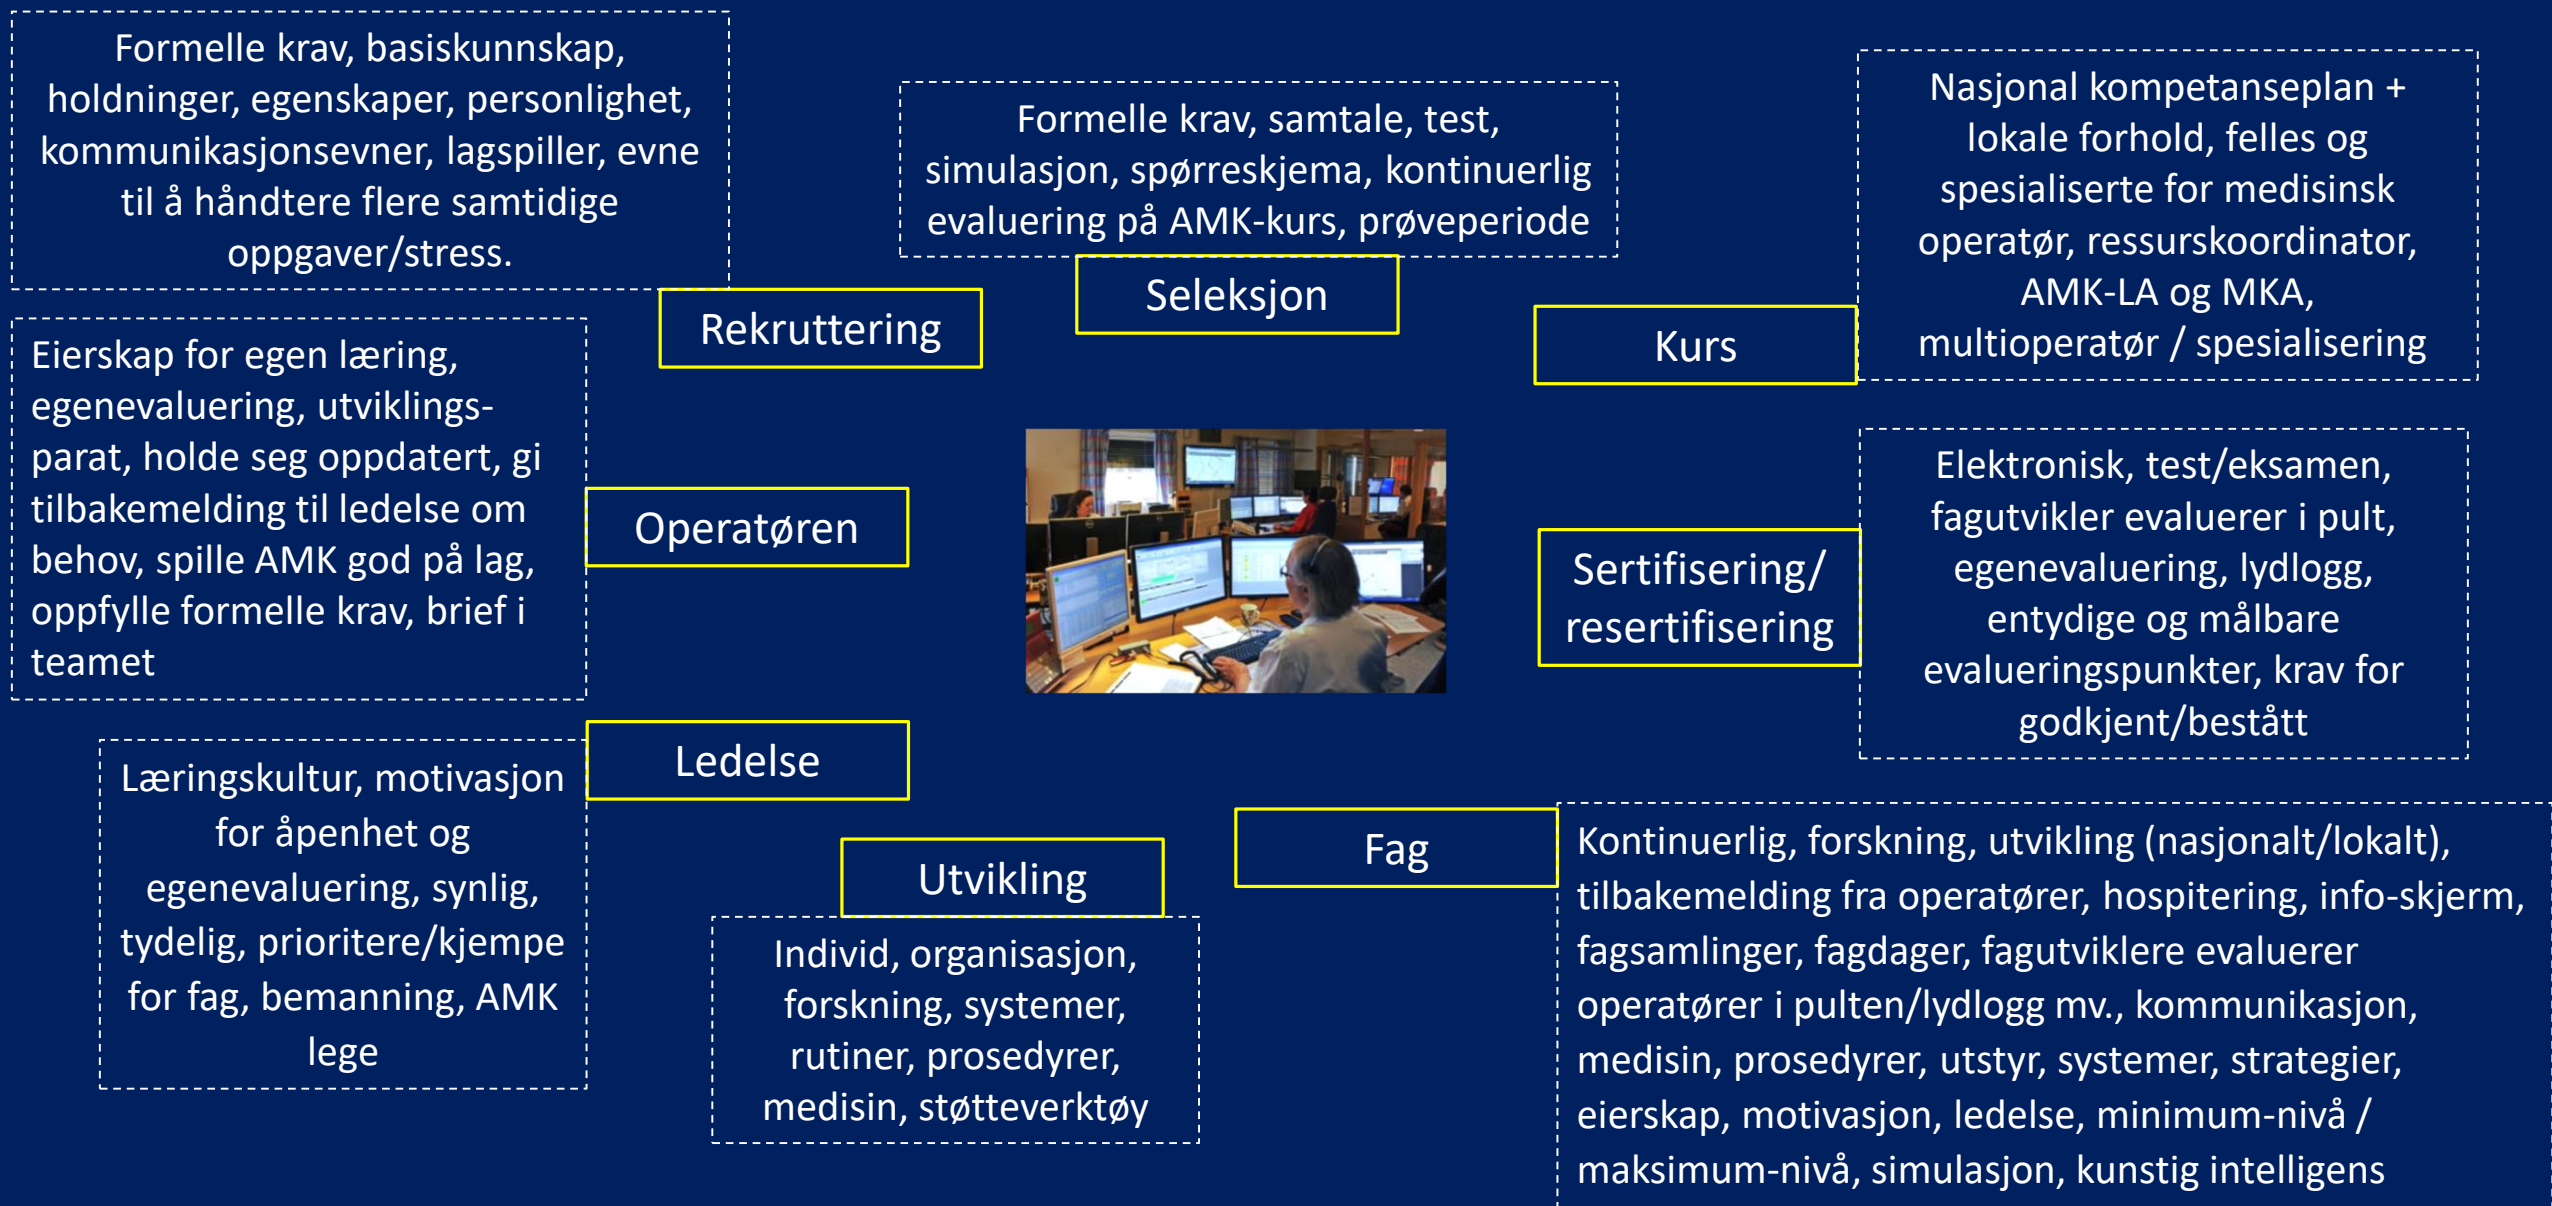 Formelle krav, basiskunnskap,
holdninger, egenskaper, personlighet,
kommunikasjonsevner, lagspiller, evne
til å håndtere flere samtidige
oppgaver/stress.
Rekruttering
Formelle krav, samtale, test,
simulasjon, spørreskjema, kontinuerlig
evaluering på AMK-kurs, prøveperiode
Seleksjon
Nasjonal kompetanseplan +
lokale forhold, felles og
spesialiserte for medisinsk
operatør, ressurskoordinator,
AMK-LA og MKA,
multioperatør / spesialisering
Kurs
Elektronisk, test/eksamen,
fagutvikler evaluerer i pult,
egenevaluering, lydlogg,
entydige og målbare
evalueringspunkter, krav for
godkjent/bestått
Sertifisering/
resertifisering
Fag
Kontinuerlig, forskning, utvikling (nasjonalt/lokalt),
tilbakemelding fra operatører, hospitering, info-skjerm,
fagsamlinger, fagdager, fagutviklere evaluerer
operatører i pulten/lydlogg mv., kommunikasjon,
medisin, prosedyrer, utstyr, systemer, strategier,
eierskap, motivasjon, ledelse, minimum-nivå /
maksimum-nivå, simulasjon, kunstig intelligens
Utvikling
Individ, organisasjon,
forskning, systemer,
rutiner, prosedyrer,
medisin, støtteverktøy
Ledelse
Læringskultur, motivasjon
for åpenhet og
egenevaluering, synlig,
tydelig, prioritere/kjempe
for fag, bemanning, AMK
lege
Operatøren
Eierskap for egen læring,
egenevaluering, utviklings-
parat, holde seg oppdatert, gi
tilbakemelding til ledelse om
behov, spille AMK god på lag,
oppfylle formelle krav, brief i
teamet